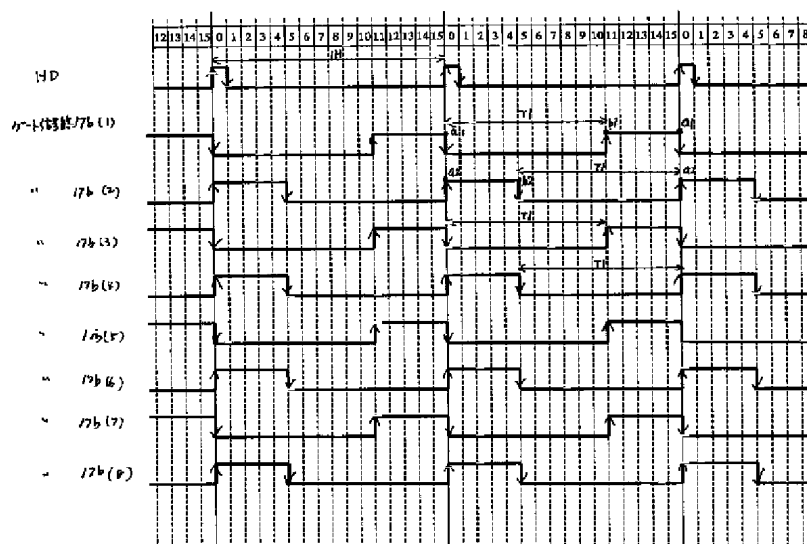 12 13 14 15 0 1 2 3 4 5 6 7 8 9 10 11 12 13 14 15 0 1 2 3 4 5 6 7 8 9 10 11 12 13 14 15 0 1 2 3 4 5 6 7 8
1H
HD
T1
ゲート信号17b(1)
a1 b1 a1
T1
〃 17b(2)
a2 b2 a2
T1
〃 17b(3)
T1
〃 17b(4)
〃 17b(5)
〃 17b(6)
〃 17b(7)
〃 17b(8)